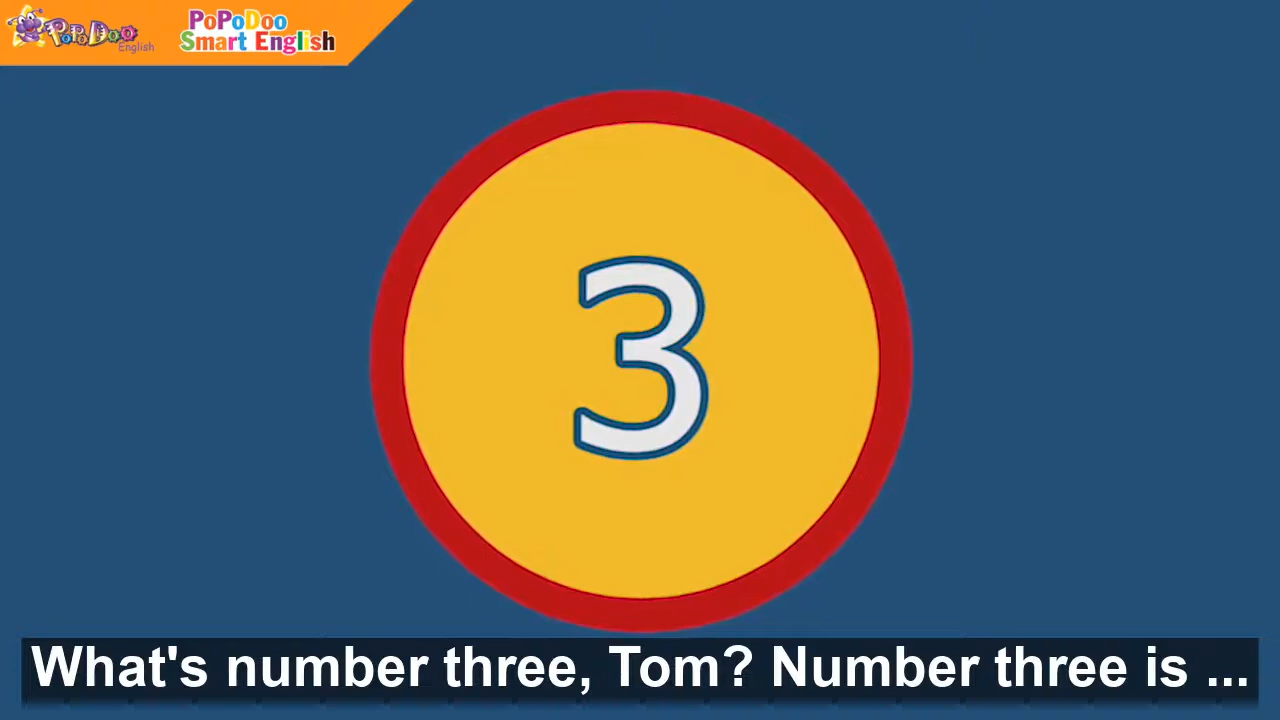 PoPoDoo
English
PoPoDoo
Smart English
3
What's number three, Tom? Number three is ...